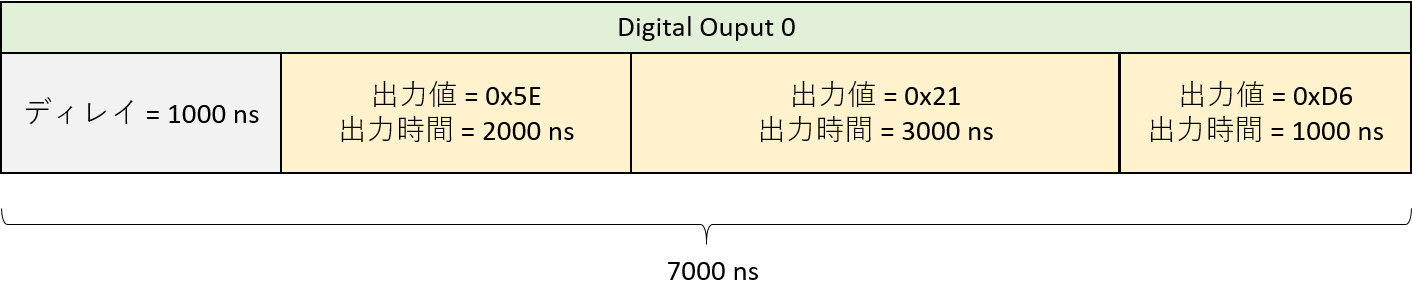 Digital Ouput 0
ディレイ = 1000 ns
出力値 = 0x5E
出力時間 = 2000 ns
出力値 = 0x21
出力時間 = 3000 ns
出力値 = 0xD6
出力時間 = 1000 ns
7000 ns